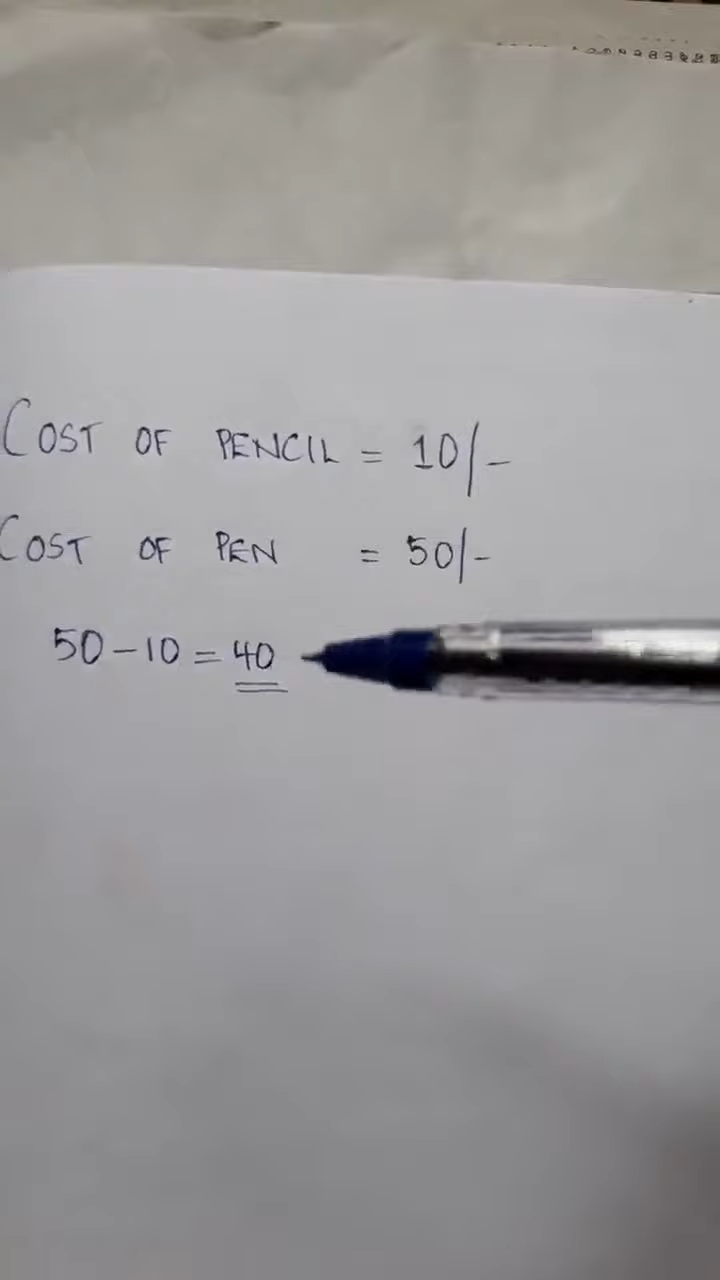 COST OF PENCIL = 10/-
COST OF PEN = 50/-
50-10=40